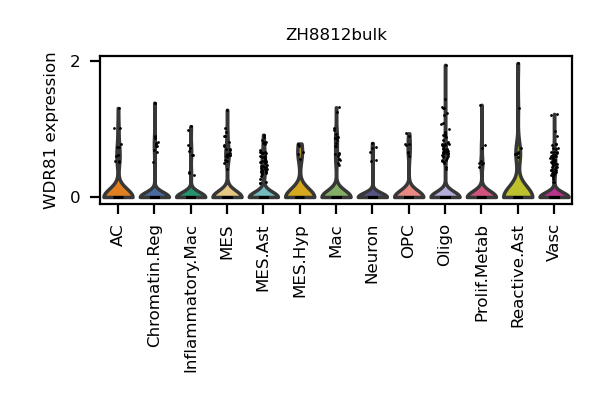 ZH8812bulk
WDR81 expression
2
0
AC
Chromatin.Reg
Inflammatory.Mac
MES
MES.Ast
MES.Hyp
Mac
Neuron
OPC
Oligo
Prolif.Metab
Reactive.Ast
Vasc